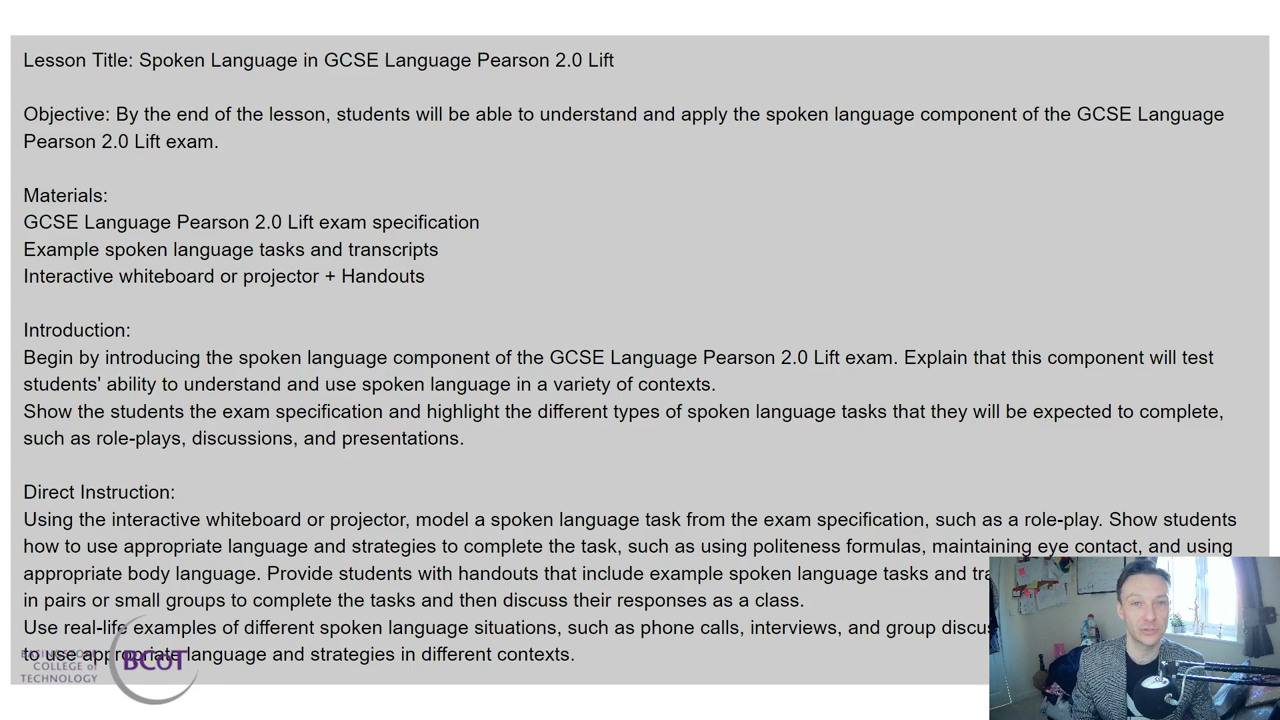 Lesson Title: Spoken Language in GCSE Language Pearson 2.0 Lift
Objective: By the end of the lesson, students will be able to understand and apply the spoken language component of the GCSE Language
Pearson 2.0 Lift exam.
Materials:
GCSE Language Pearson 2.0 Lift exam specification
Example spoken language tasks and transcripts
Interactive whiteboard or projector + Handouts
Introduction:
Begin by introducing the spoken language component of the GCSE Language Pearson 2.0 Lift exam. Explain that this component will test
students' ability to understand and use spoken language in a variety of contexts.
Show the students the exam specification and highlight the different types of spoken language tasks that they will be expected to complete,
such as role-plays, discussions, and presentations.
Direct Instruction:
Using the interactive whiteboard or projector, model a spoken language task from the exam specification, such as a role-play. Show students
how to use appropriate language and strategies to complete the task, such as using politeness formulas, maintaining eye contact, and using
appropriate body language. Provide students with handouts that include example spoken language tasks and
in pairs or small groups to complete the tasks and then discuss their responses as a class.
Use real-life examples of different spoken language situations, such as phone calls, interviews, and group
to use appropriate language and strategies in different contexts.
COLLEGE of
TECHNOLOGY
BCoT